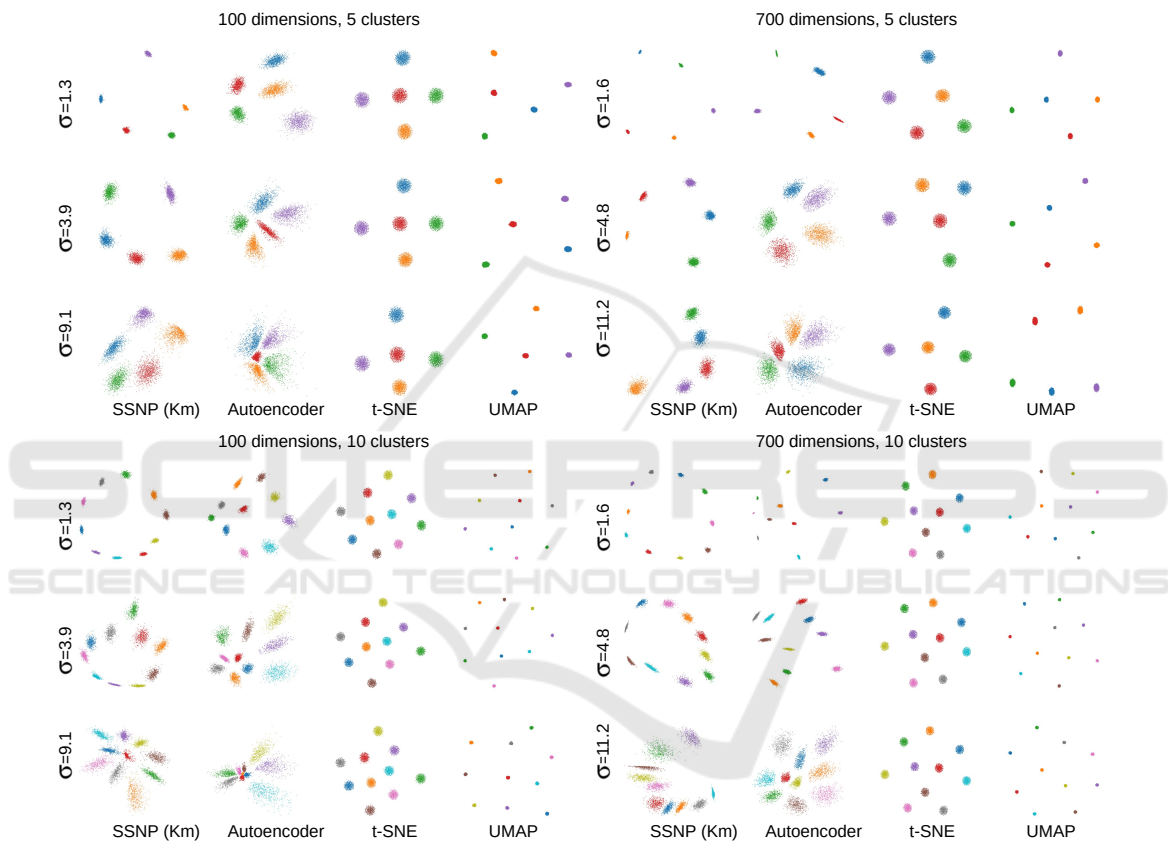 100 dimensions, 5 clusters
σ=1.3
σ=3.9
σ=9.1
SSNP (Km) Autoencoder t-SNE UMAP
700 dimensions, 5 clusters
σ=1.6
σ=4.8
σ=11.2
SSNP (Km) Autoencoder t-SNE UMAP
SCITEPRESS
SCIENCE AND TECHNOLOGY PUBLICATIONS
100 dimensions, 10 clusters
σ=1.3
σ=3.9
σ=9.1
SSNP (Km) Autoencoder t-SNE UMAP
700 dimensions, 10 clusters
σ=1.6
σ=4.8
σ=11.2
SSNP (Km) Autoencoder t-SNE UMAP